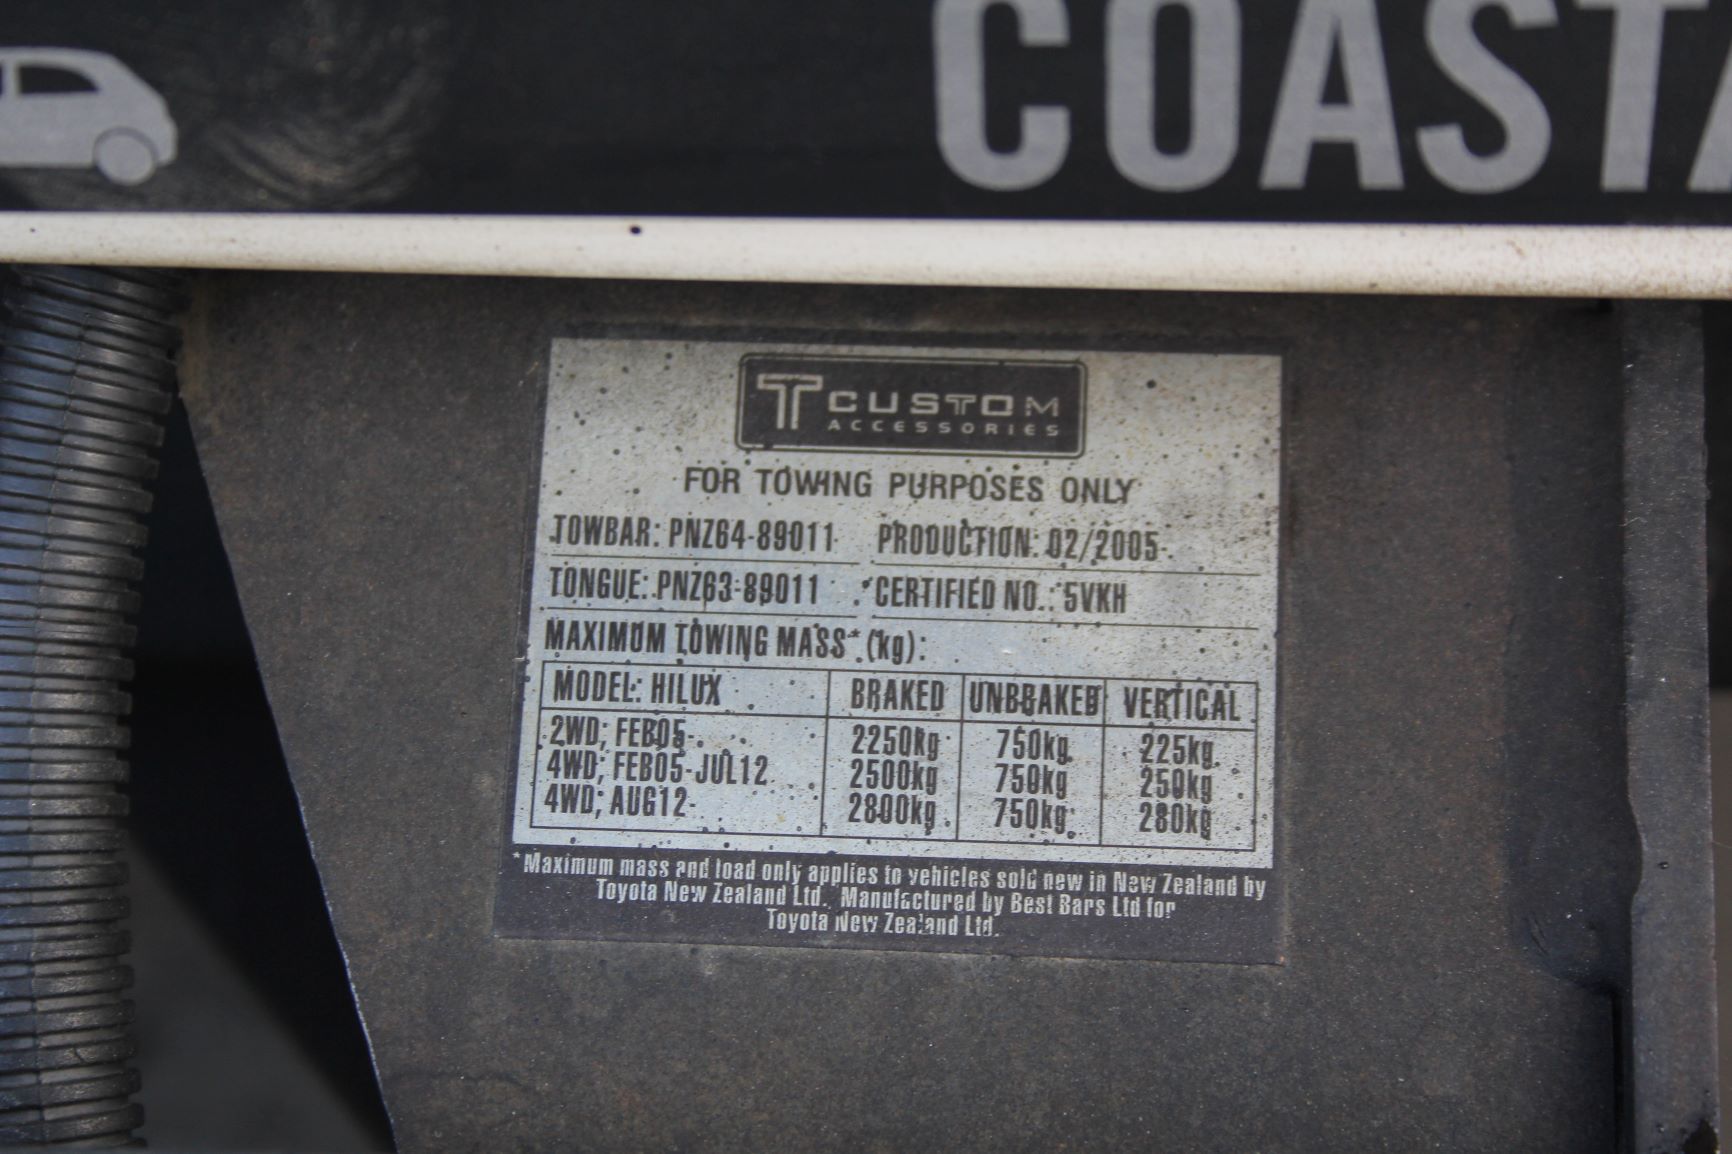 COASTA
T CUSTOM
ACCESSORIES
FOR TOWING PURPOSES ONLY
TOWBAR: PNZ64-89011 PRODUCTION: 02/2005-
TONGUE: PNZ63-89011 CERTIFIED NO.: 5VKH
MAXIMUM TOWING MASS* (kg):
MODEL: HILUX BRAKED UNBRAKED VERTICAL
2WD; FEB05- 2250kg 750kg 225kg
4WD; FEB05-JUL12 2500kg 750kg 250kg
4WD; AUG12- 2800kg 750kg 280kg
*Maximum mass and load only applies to vehicles sold new in New Zealand by
Toyota New Zealand Ltd. Manufactured by Best Bars Ltd for
Toyota New Zealand Ltd.